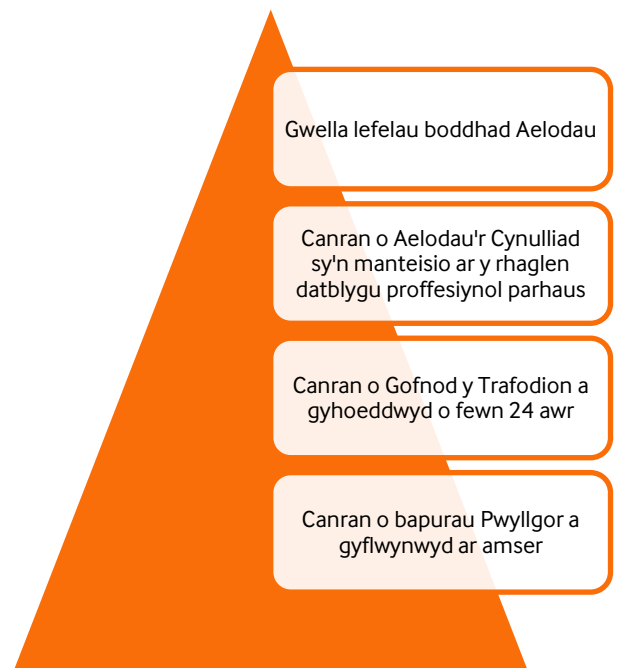 Gwella lefelau boddhad Aelodau
Canran o Aelodau'r Cynulliad
sy'n manteisio ar y rhaglen
datblygu proffesiynol parhaus
Canran o Gofnod y Trafodion a
gyhoeddwyd o fewn 24 awr
Canran o bapurau Pwyllgor a
gyflwynwyd ar amser